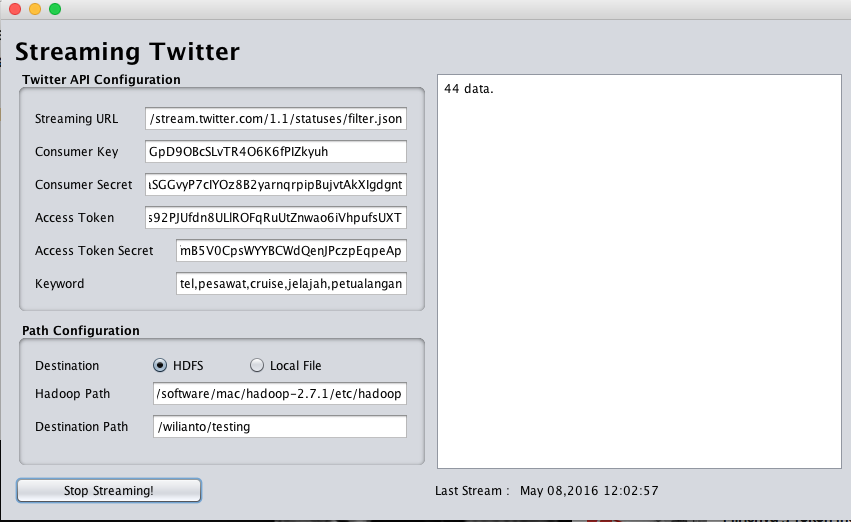 Streaming Twitter
Twitter API Configuration
Streaming URL /stream.twitter.com/1.1/statuses/filter.json
Consumer Key GpD9OBcSLvTR4O6K6fPIZkyuh
Consumer Secret SGGvyP7cIYOz8B2yarnqrpipBujvtAkXIgdgnt
Access Token s92PJUfdn8ULlROFqRuUtZnwao6iVhpufsUXT
Access Token Secret mB5V0CpsWYYBCWdQenJPczpEqpeAp
Keyword tel,pesawat,cruise,jelajah,petualangan
Path Configuration
Destination HDFS Local File
Hadoop Path /software/mac/hadoop-2.7.1/etc/hadoop
Destination Path /wilianto/testing
Stop Streaming!
44 data.
Last Stream : May 08,2016 12:02:57